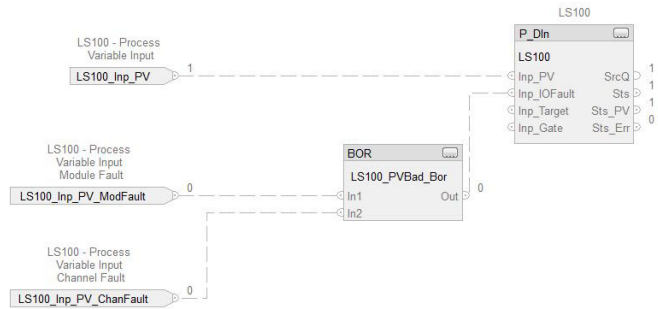 LS100
LS100 - Process
Variable Input
LS100_Inp_PV
1
P_DIn
...
LS100
Inp_PV SrcQ 1
Inp_IOFault Sts 1
Inp_Target Sts_PV 1
Inp_Gate Sts_Err 0
LS100 - Process
Variable Input
Module Fault
LS100_Inp_PV_ModFault
0
BOR
...
LS100_PVBad_Bor
In1 Out 0
In2
LS100 - Process
Variable Input
Channel Fault
LS100_Inp_PV_ChanFault
0